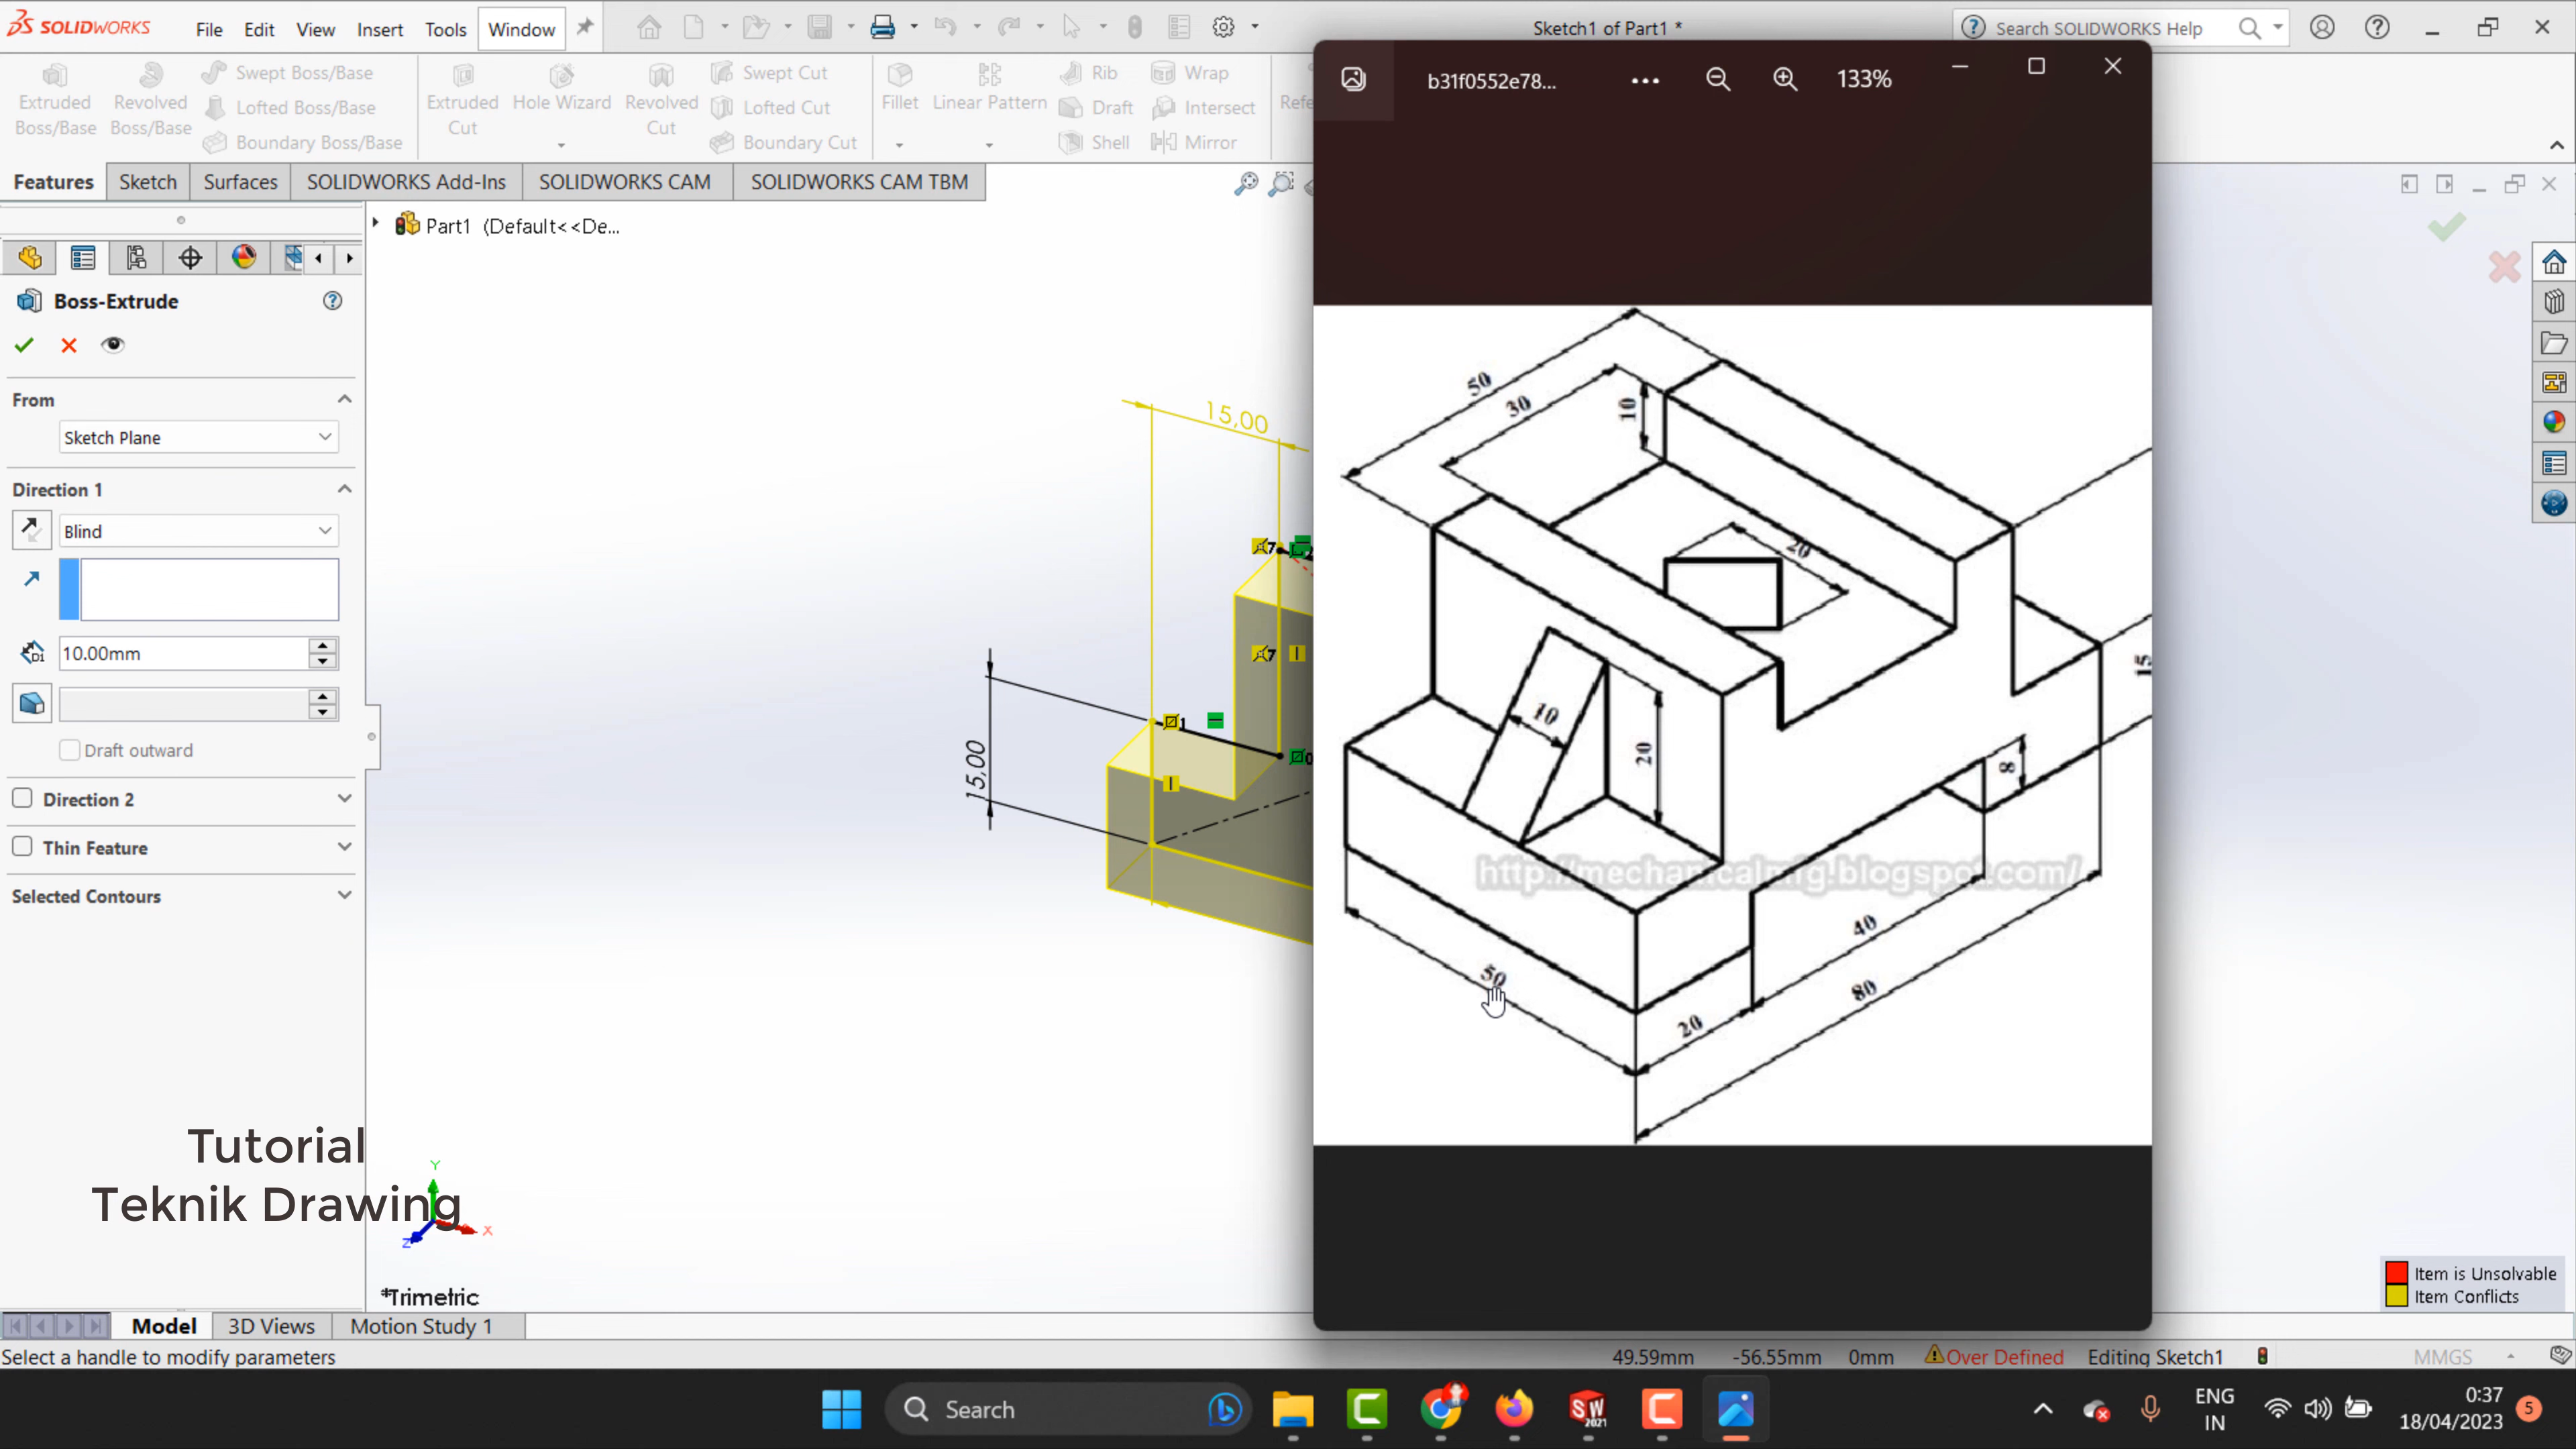 SOLIDWORKS
File Edit View Insert Tools Window
Sketch1 of Part1 *
Search SOLIDWORKS Help
Extruded Boss/Base
Revolved Boss/Base
Swept Boss/Base
Lofted Boss/Base
Boundary Boss/Base
Extruded Cut
Hole Wizard
Revolved Cut
Swept Cut
Lofted Cut
Boundary Cut
Fillet
Linear Pattern
Rib
Draft
Shell
Wrap
Intersect
Mirror
Refe
Features Sketch Surfaces SOLIDWORKS Add-Ins SOLIDWORKS CAM SOLIDWORKS CAM TBM
Part1 (Default<<De...
Boss-Extrude
From
Sketch Plane
Direction 1
Blind
D1
10.00mm
Draft outward
Direction 2
Thin Feature
Selected Contours
15,00
15,00
b31f0552e78...
133%
50
30
10
20
10
20
15
8
http://mechanicalmfg.blogspot.com/
40
50
80
20
Tutorial
Teknik Drawing
Y
X
Z
*Trimetric
Item is Unsolvable
Item Conflicts
Model 3D Views Motion Study 1
Select a handle to modify parameters
49.59mm -56.55mm 0mm Over Defined Editing Sketch1 MMGS
Search
SW
2021
ENG
IN
0:37
18/04/2023
5